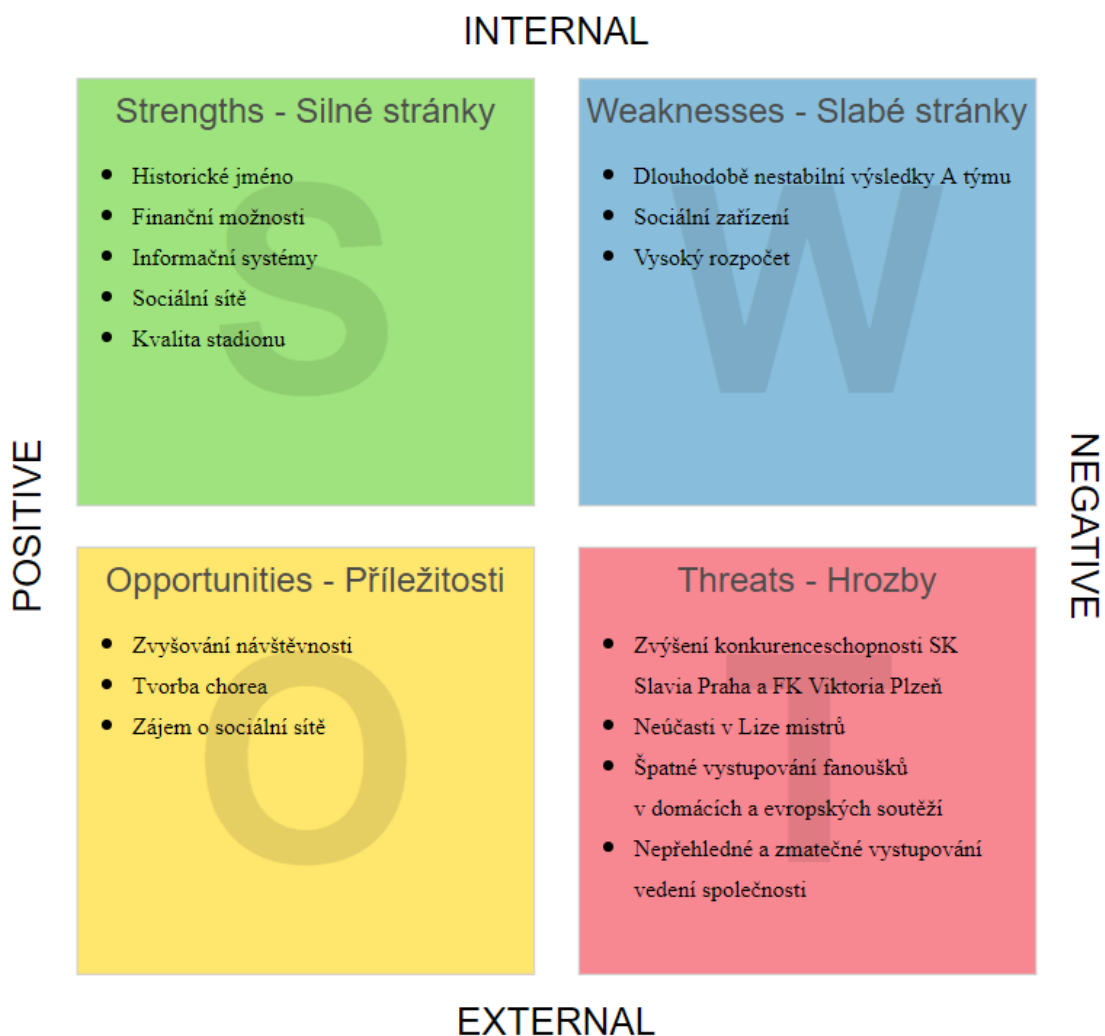 INTERNAL
Strengths - Silné stránky
• Historické jméno
• Finanční možnosti
• Informační systémy
• Sociální sítě
• Kvalita stadionu
S
Weaknesses - Slabé stránky
• Dlouhodobě nestabilní výsledky A týmu
• Sociální zařízení
• Vysoký rozpočet
W
POSITIVE
NEGATIVE
Opportunities - Příležitosti
• Zvyšování návštěvnosti
• Tvorba chorea
• Zájem o sociální sítě
O
Threats - Hrozby
• Zvýšení konkurenceschopnosti SK
Slavia Praha a FK Viktoria Plzeň
• Neúčasti v Lize mistrů
• Špatné vystupování fanoušků
v domácích a evropských soutěží
• Nepřehledné a zmatečné vystupování
vedení společnosti
T
EXTERNAL